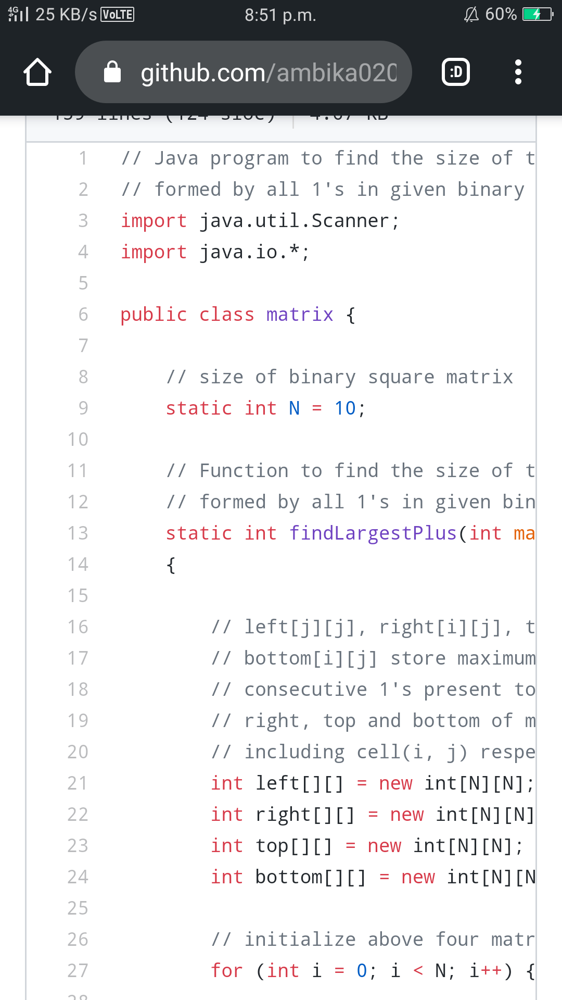 4G 25 KB/s VoLTE 8:51 p.m. 60%
github.com/ambika020 :D
1 // Java program to find the size of t
2 // formed by all 1's in given binary
3 import java.util.Scanner;
4 import java.io.*;
5
6 public class matrix {
7
8 // size of binary square matrix
9 static int N = 10;
10
11 // Function to find the size of t
12 // formed by all 1's in given bin
13 static int findLargestPlus(int ma
14 {
15
16 // left[j][j], right[i][j], t
17 // bottom[i][j] store maximum
18 // consecutive 1's present to
19 // right, top and bottom of m
20 // including cell(i, j) respe
21 int left[][] = new int[N][N];
22 int right[][] = new int[N][N]
23 int top[][] = new int[N][N];
24 int bottom[][] = new int[N][N
25
26 // initialize above four matr
27 for (int i = 0; i < N; i++) {
28